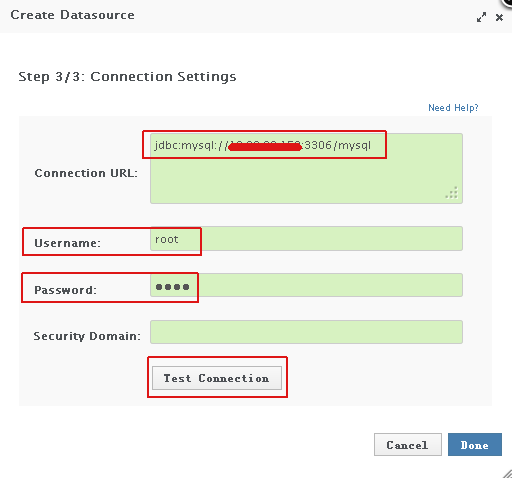 Create Datasource
Step 3/3: Connection Settings
Need Help?
Connection URL: jdbc:mysql:// :3306/mysql
Username: root
Password: ●●●●
Security Domain:
Test Connection
Cancel Done